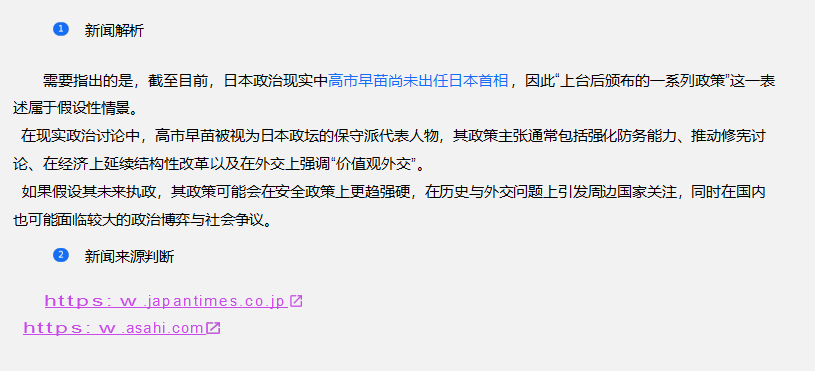 1 新闻解析
需要指出的是，截至目前，日本政治现实中高市早苗尚未出任日本首相，因此“上台后颁布的一系列政策”这一表
述属于假设性情景。
在现实政治讨论中，高市早苗被视为日本政坛的保守派代表人物，其政策主张通常包括强化防务能力、推动修宪讨
论、在经济上延续结构性改革以及在外交上强调“价值观外交”。
如果假设其未来执政，其政策可能会在安全政策上更趋强硬，在历史与外交问题上引发周边国家关注，同时在国内
也可能面临较大的政治博弈与社会争议。
2 新闻来源判断
https: w .japantimes.co.jp
https: w .asahi.com